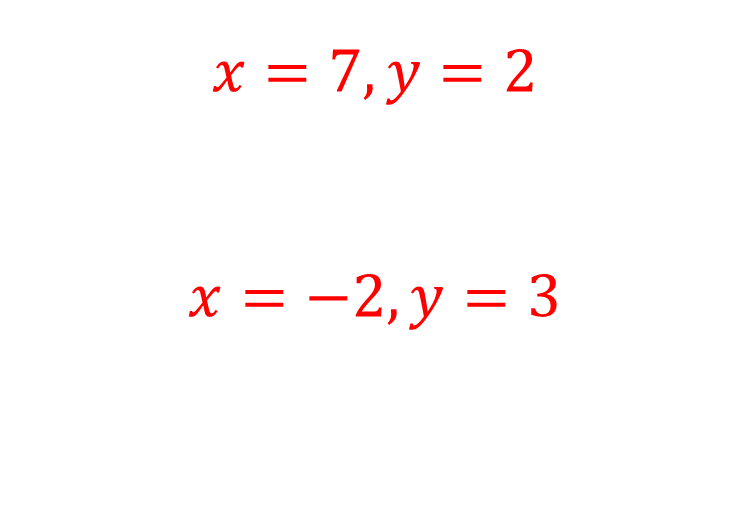 x = 7, y = 2
x = −2, y = 3